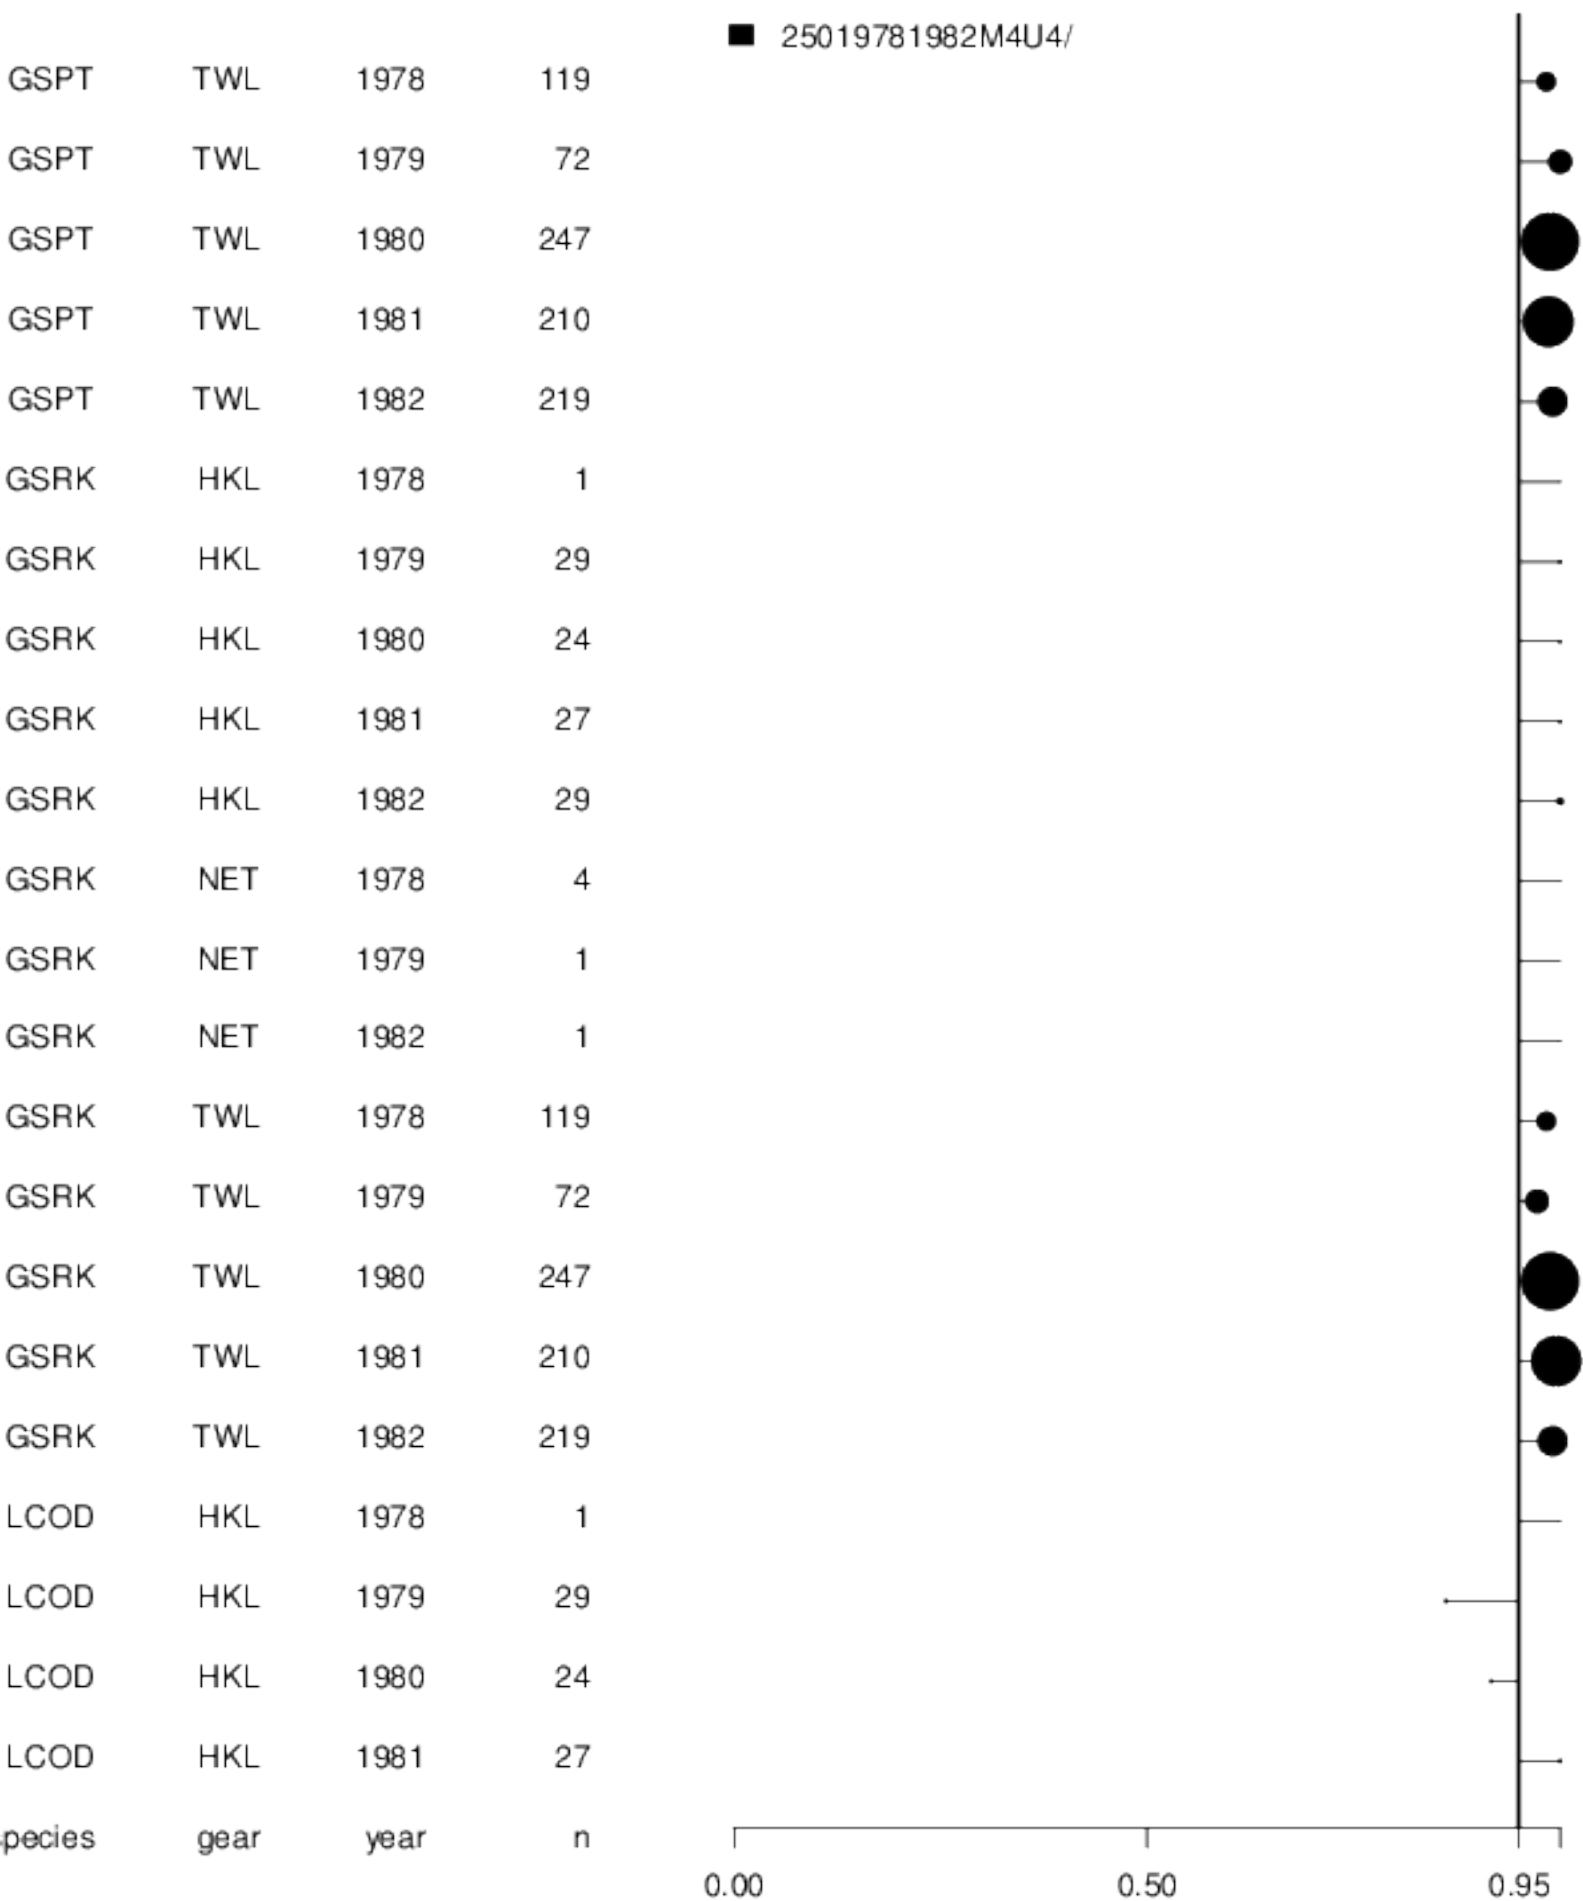 25019781982M4U4/
GSPT TWL 1978 119
GSPT TWL 1979 72
GSPT TWL 1980 247
GSPT TWL 1981 210
GSPT TWL 1982 219
GSRK HKL 1978 1
GSRK HKL 1979 29
GSRK HKL 1980 24
GSRK HKL 1981 27
GSRK HKL 1982 29
GSRK NET 1978 4
GSRK NET 1979 1
GSRK NET 1982 1
GSRK TWL 1978 119
GSRK TWL 1979 72
GSRK TWL 1980 247
GSRK TWL 1981 210
GSRK TWL 1982 219
LCOD HKL 1978 1
LCOD HKL 1979 29
LCOD HKL 1980 24
LCOD HKL 1981 27
pecies gear year n
0.00 0.50 0.95